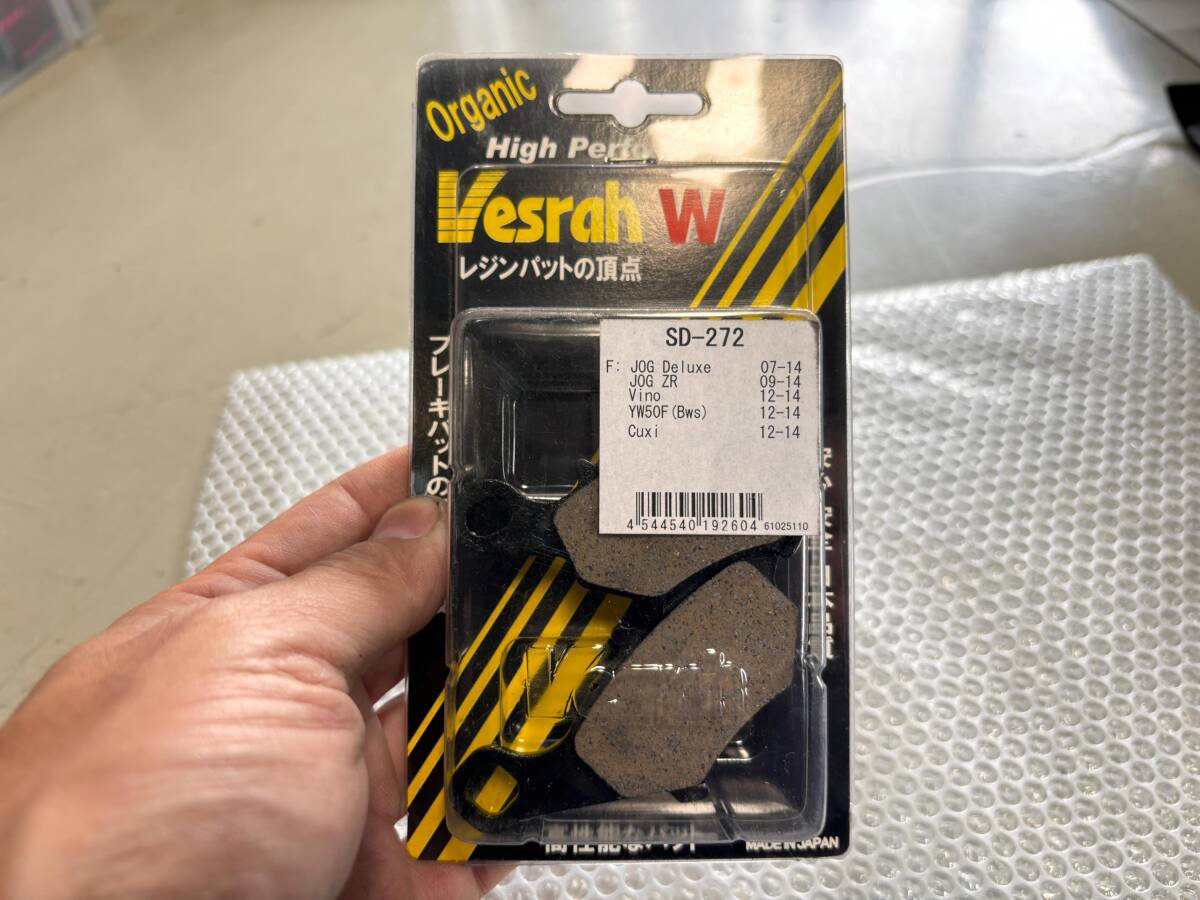 Organic
High Perfo
Vesrah W
レジンパットの頂点
ブレーキパットの
SD-272
F: JOG Deluxe 07-14
JOG ZR 09-14
Vino 12-14
YW50F(Bws) 12-14
Cuxi 12-14
4 544540 192604 61025110
MADE IN JAPAN